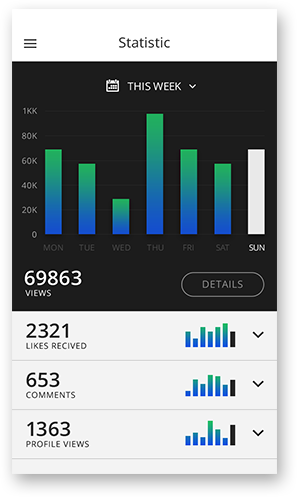 Statistic
THIS WEEK
1KK
80K
60K
40K
20K
0
MON TUE WED THU FRI SAT SUN
69863
VIEWS
DETAILS
2321
LIKES RECIVED
653
COMMENTS
1363
PROFILE VIEWS